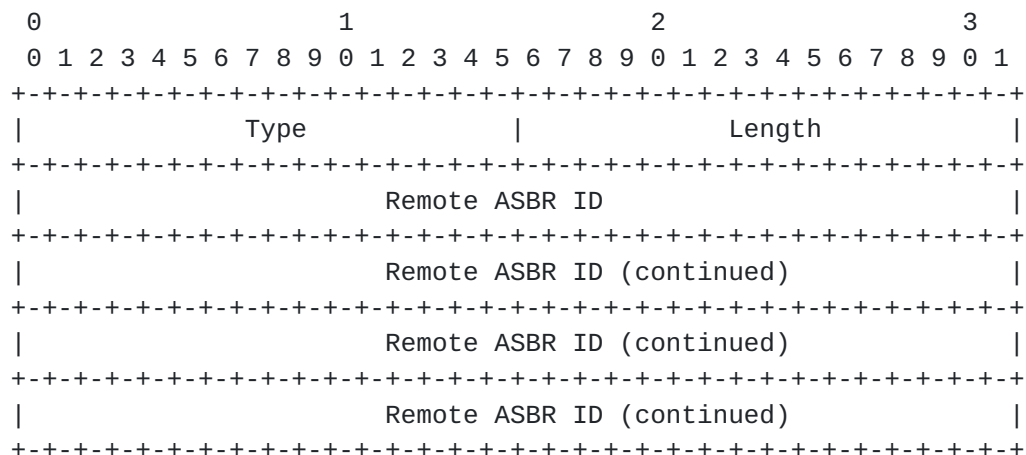 0                   1                   2                   3
 0 1 2 3 4 5 6 7 8 9 0 1 2 3 4 5 6 7 8 9 0 1 2 3 4 5 6 7 8 9 0 1
+-+-+-+-+-+-+-+-+-+-+-+-+-+-+-+-+-+-+-+-+-+-+-+-+-+-+-+-+-+-+-+-+
|              Type             |             Length            |
+-+-+-+-+-+-+-+-+-+-+-+-+-+-+-+-+-+-+-+-+-+-+-+-+-+-+-+-+-+-+-+-+
|                       Remote ASBR ID                          |
+-+-+-+-+-+-+-+-+-+-+-+-+-+-+-+-+-+-+-+-+-+-+-+-+-+-+-+-+-+-+-+-+
|                       Remote ASBR ID (continued)              |
+-+-+-+-+-+-+-+-+-+-+-+-+-+-+-+-+-+-+-+-+-+-+-+-+-+-+-+-+-+-+-+-+
|                       Remote ASBR ID (continued)              |
+-+-+-+-+-+-+-+-+-+-+-+-+-+-+-+-+-+-+-+-+-+-+-+-+-+-+-+-+-+-+-+-+
|                       Remote ASBR ID (continued)              |
+-+-+-+-+-+-+-+-+-+-+-+-+-+-+-+-+-+-+-+-+-+-+-+-+-+-+-+-+-+-+-+-+